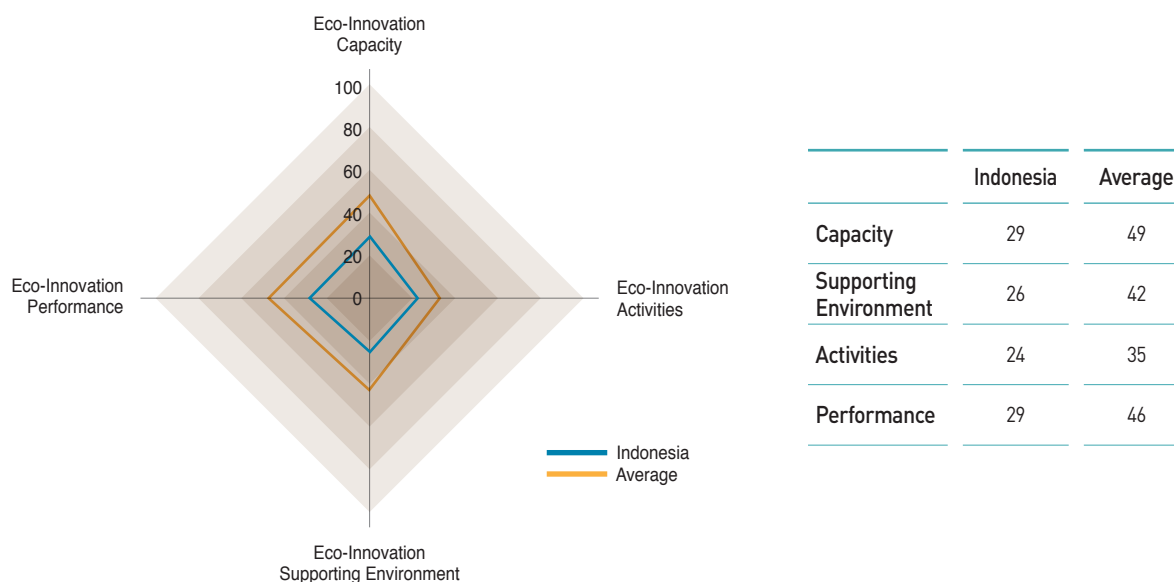 Eco-Innovation
Capacity
100
80
60
40
20
0
Eco-Innovation
Performance
Eco-Innovation
Activities
Indonesia
Average
Eco-Innovation
Supporting Environment
Indonesia Average
Capacity 29 49
Supporting
Environment 26 42
Activities 24 35
Performance 29 46